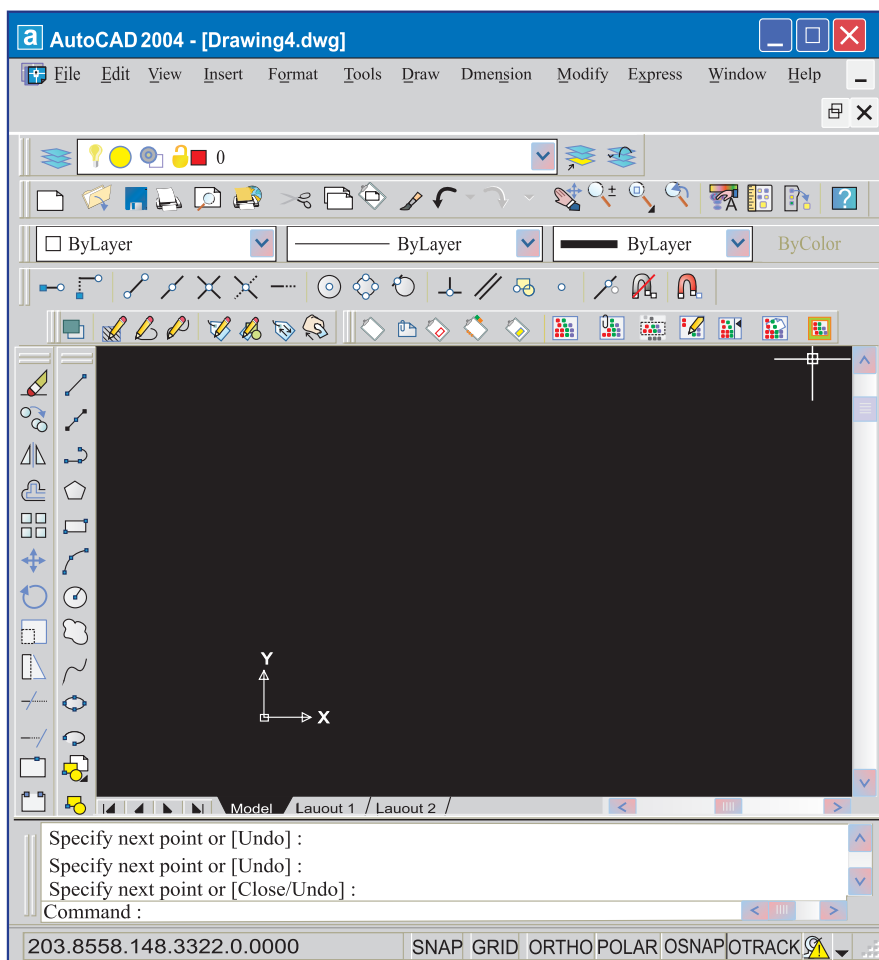 a AutoCAD 2004 - [Drawing4.dwg]
File Edit View Insert Format Tools Draw Dmension Modify Express Window Help
0
ByLayer ByLayer ByLayer ByColor
Y
X
Model Lauout 1 Lauout 2
Specify next point or [Undo] :
Specify next point or [Undo] :
Specify next point or [Close/Undo] :
Command :
203.8558.148.3322.0.0000 SNAP GRID ORTHO POLAR OSNAP OTRACK